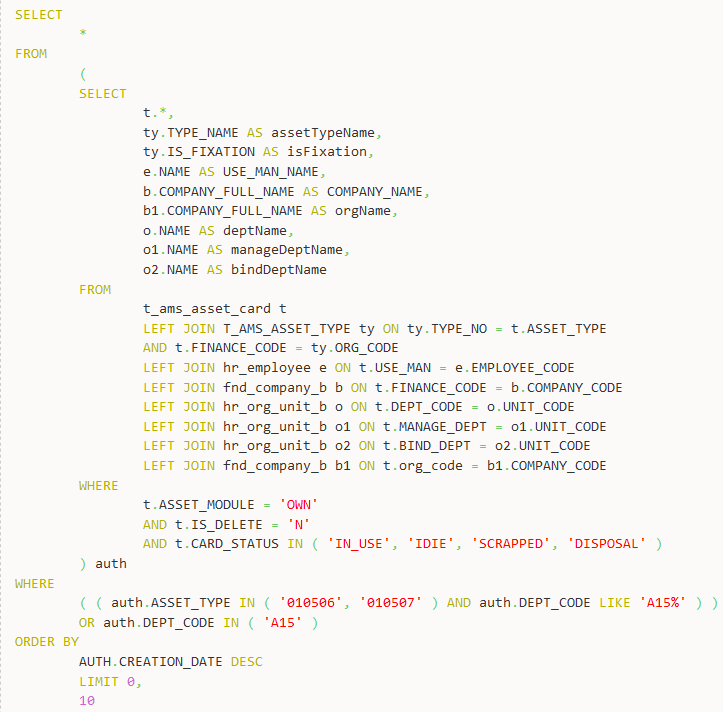 SELECT
*
FROM
(
SELECT
t.*,
ty.TYPE_NAME AS assetTypeName,
ty.IS_FIXATION AS isFixation,
e.NAME AS USE_MAN_NAME,
b.COMPANY_FULL_NAME AS COMPANY_NAME,
b1.COMPANY_FULL_NAME AS orgName,
o.NAME AS deptName,
o1.NAME AS manageDeptName,
o2.NAME AS bindDeptName
FROM
t_ams_asset_card t
LEFT JOIN T_AMS_ASSET_TYPE ty ON ty.TYPE_NO = t.ASSET_TYPE
AND t.FINANCE_CODE = ty.ORG_CODE
LEFT JOIN hr_employee e ON t.USE_MAN = e.EMPLOYEE_CODE
LEFT JOIN fnd_company_b b ON t.FINANCE_CODE = b.COMPANY_CODE
LEFT JOIN hr_org_unit_b o ON t.DEPT_CODE = o.UNIT_CODE
LEFT JOIN hr_org_unit_b o1 ON t.MANAGE_DEPT = o1.UNIT_CODE
LEFT JOIN hr_org_unit_b o2 ON t.BIND_DEPT = o2.UNIT_CODE
LEFT JOIN fnd_company_b b1 ON t.org_code = b1.COMPANY_CODE
WHERE
t.ASSET_MODULE = 'OWN'
AND t.IS_DELETE = 'N'
AND t.CARD_STATUS IN ( 'IN_USE', 'IDIE', 'SCRAPPED', 'DISPOSAL' )
) auth
WHERE
( ( auth.ASSET_TYPE IN ( '010506', '010507' ) AND auth.DEPT_CODE LIKE 'A15%' ) )
OR auth.DEPT_CODE IN ( 'A15' )
ORDER BY
AUTH.CREATION_DATE DESC
LIMIT 0,
10